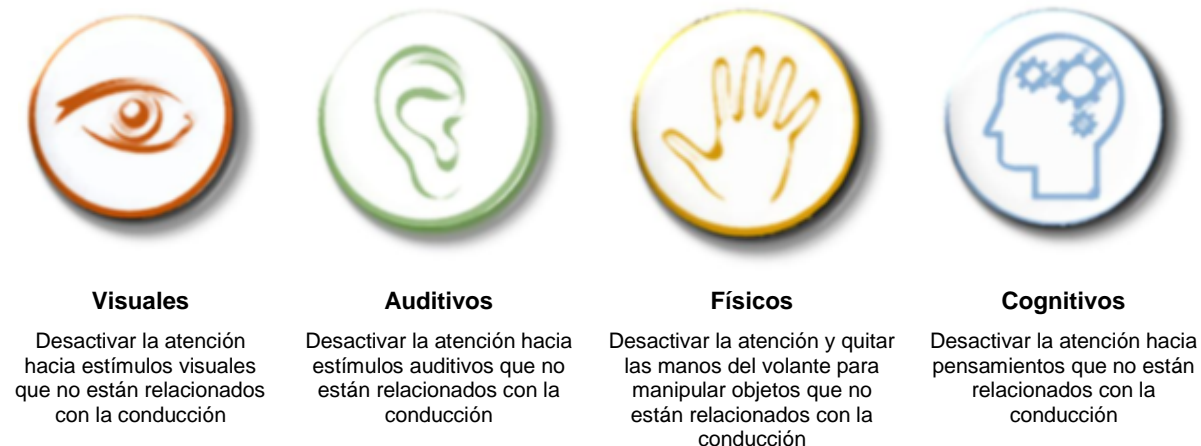 Visuales
Desactivar la atención
hacia estímulos visuales
que no están relacionados
con la conducción
Auditivos
Desactivar la atención hacia
estímulos auditivos que no
están relacionados con la
conducción
Físicos
Desactivar la atención y quitar
las manos del volante para
manipular objetos que no
están relacionados con la
conducción
Cognitivos
Desactivar la atención hacia
pensamientos que no están
relacionados con la
conducción